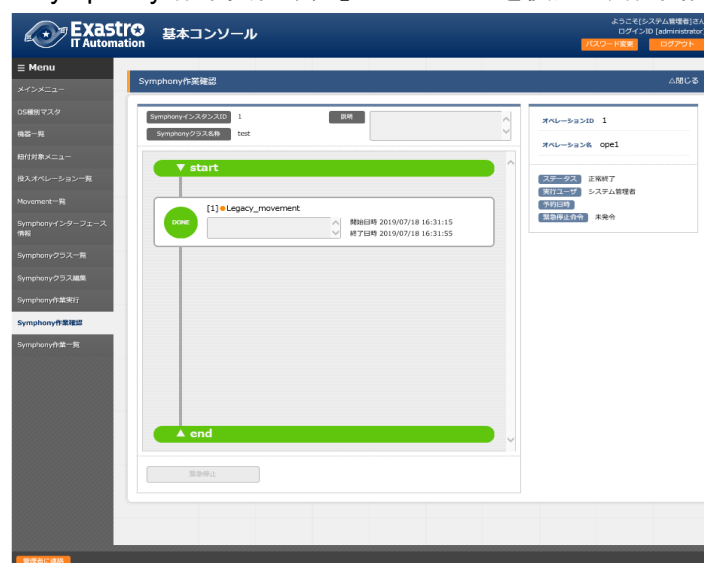 Exastro
IT Automation
基本コンソール
ようこそ[システム管理者]さん
ログインID [administrator]
パスワード変更
ログアウト
Menu
メインメニュー
OS種別マスタ
機器一覧
紐付対象メニュー
投入オペレーション一覧
Movement一覧
Symphonyインターフェース
情報
Symphonyクラス一覧
Symphonyクラス編集
Symphony作業実行
Symphony作業確認
Symphony作業一覧
Symphony作業確認
△閉じる
SymphonyインスタンスID 1
説明
Symphonyクラス名称 test
▼ start
DONE
[1]●Legacy_movement
開始日時 2019/07/18 16:31:15
終了日時 2019/07/18 16:31:55
▲ end
緊急停止
オペレーションID 1
オペレーション名 ope1
ステータス 正常終了
実行ユーザ システム管理者
予約日時
緊急停止命令 未発令
管理者に連絡